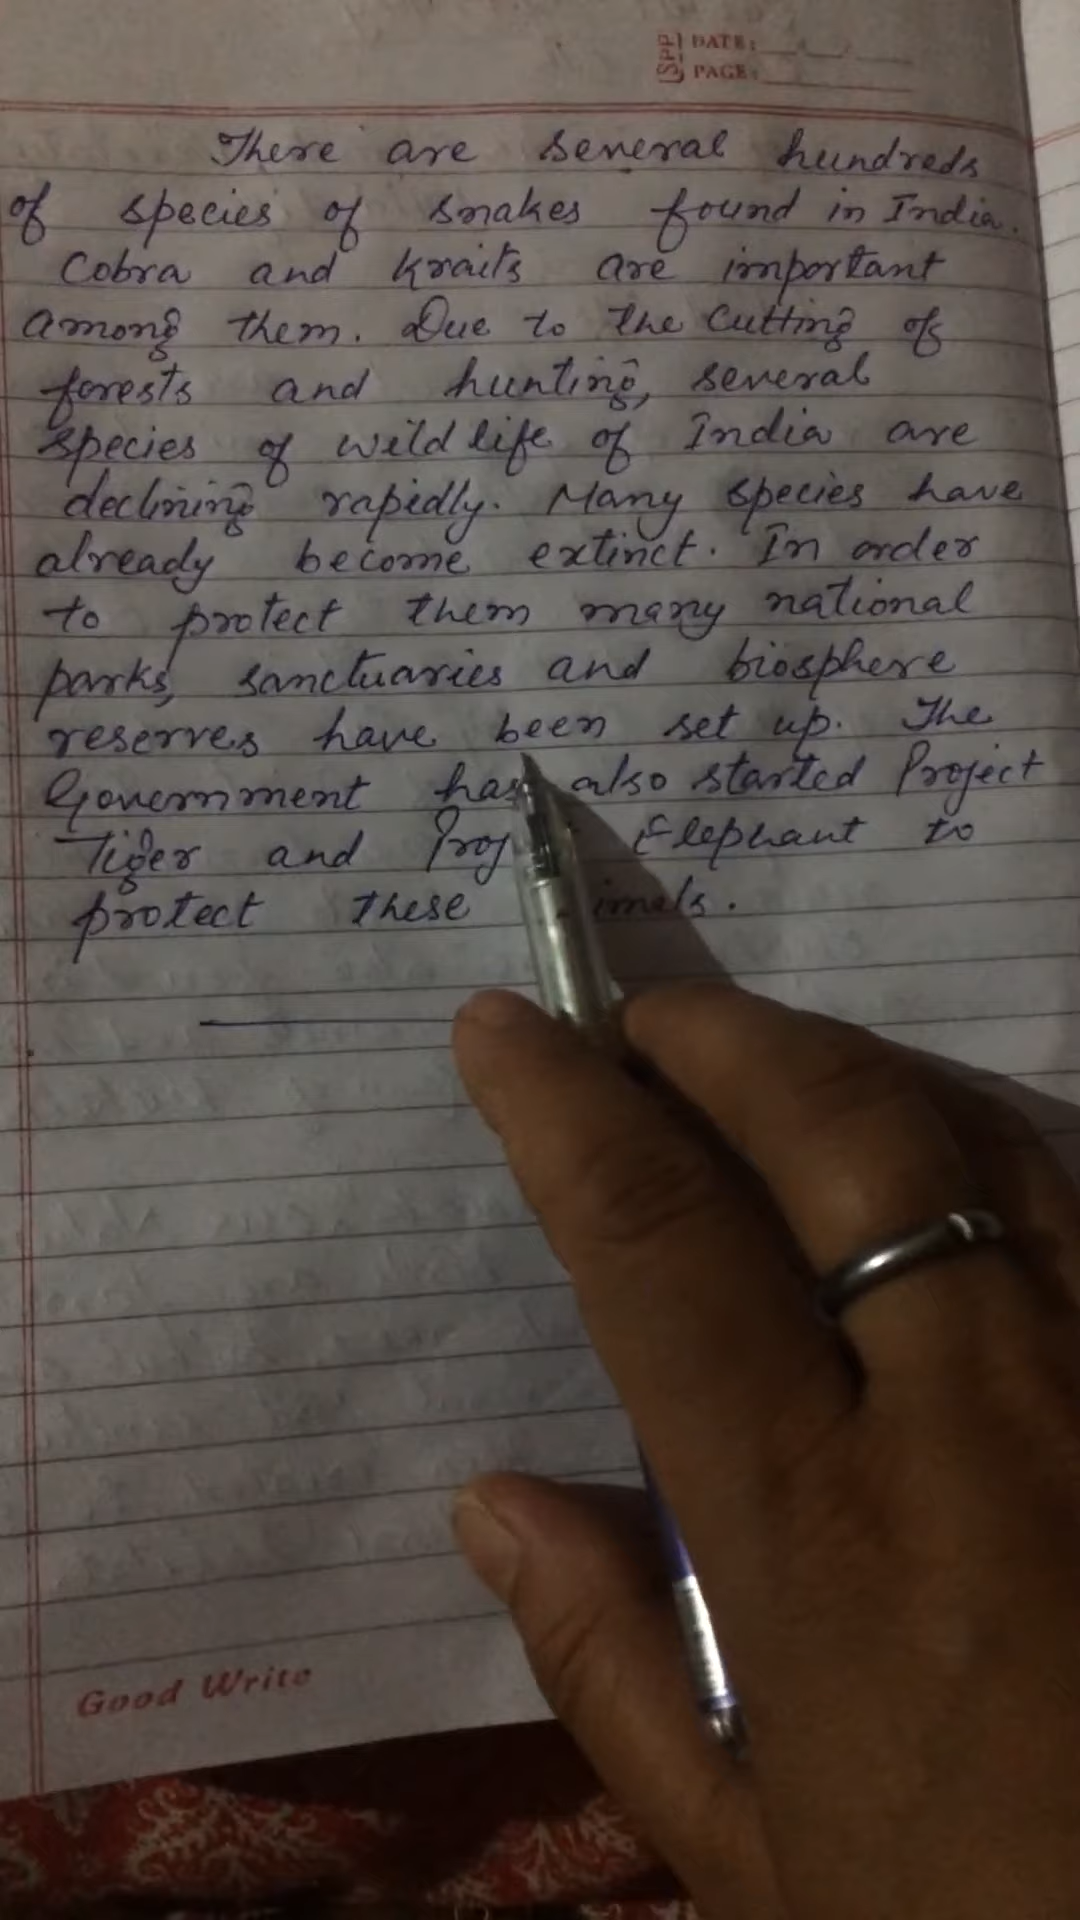 SPP
DATE:
PAGE:
There are several hundreds
of species of snakes found in India.
Cobra and Kraits are important
among them. Due to the cutting of
forests and hunting, several
species of wild life of India are
declining rapidly. Many species have
already become extinct. In order
to protect them many national
parks, sanctuaries and biosphere
reserves have been set up. The
Government has also started Project
Tiger and Elephant to
protect these
Good Write